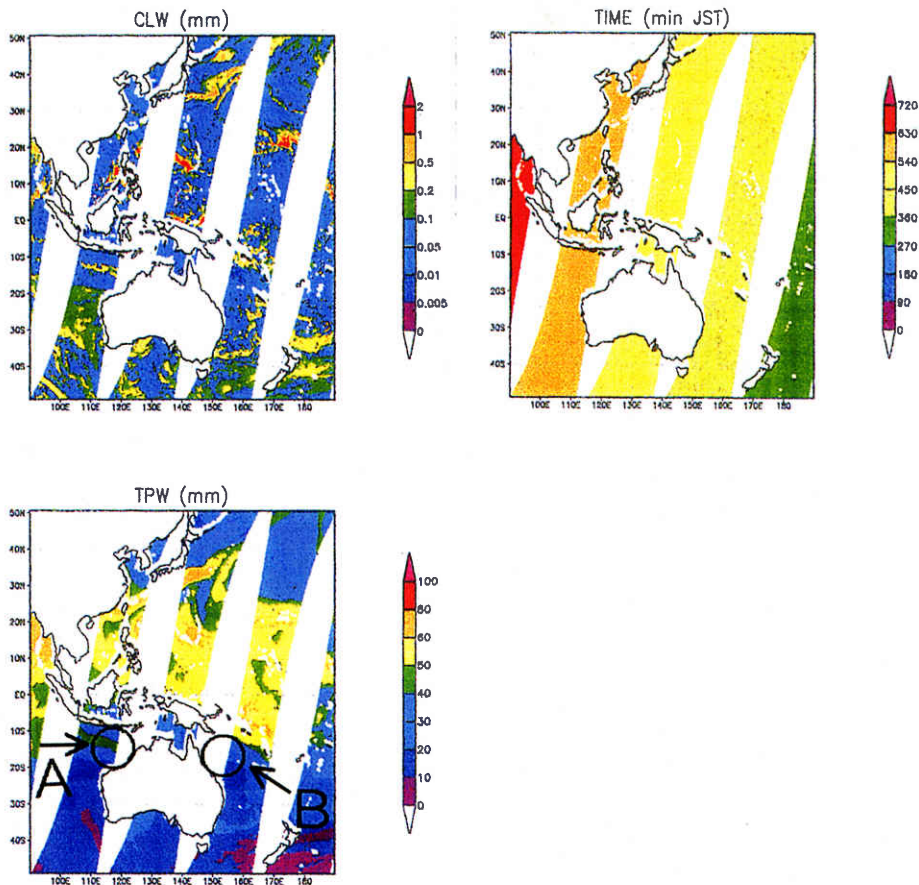 CLW (mm)
50N
40N
30N
20N
10N
EQ
10S
20S
30S
40S
100E 110E 120E 130E 140E 150E 160E 170E 180
2
1
0.5
0.2
0.1
0.05
0.01
0.005
0
TIME (min JST)
50N
40N
30N
20N
10N
EQ
10S
20S
30S
40S
100E 110E 120E 130E 140E 150E 160E 170E 180
720
630
540
450
360
270
180
90
0
TPW (mm)
50N
40N
30N
20N
10N
EQ
10S
20S
30S
40S
100E 110E 120E 130E 140E 150E 160E 170E 180
A
B
100
80
60
50
40
30
20
10
0